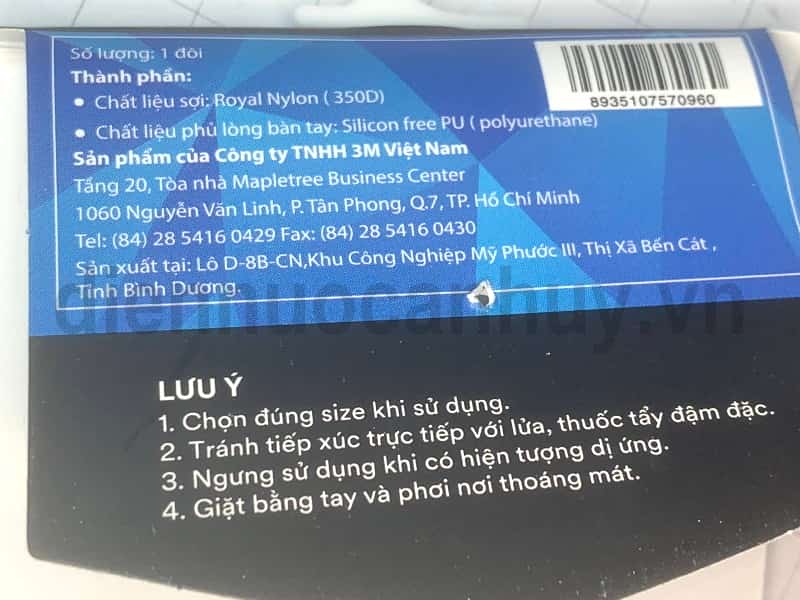 Số lượng: 1 đôi
Thành phần:
• Chất liệu sợi: Royal Nylon ( 350D)
• Chất liệu phủ lòng bàn tay: Silicon free PU ( polyurethane)
Sản phẩm của Công ty TNHH 3M Việt Nam
Tầng 20, Tòa nhà Mapletree Business Center
1060 Nguyễn Văn Linh, P. Tân Phong, Q.7, TP. Hồ Chí Minh
Tel: (84) 28 5416 0429 Fax: (84) 28 5416 0430
Sản xuất tại: Lô D-8B-CN,Khu Công Nghiệp Mỹ Phước III, Thị Xã Bến Cát ,
Tỉnh Bình Dương.
8935107570960
diennuocanhuy.vn
LƯU Ý
1. Chọn đúng size khi sử dụng.
2. Tránh tiếp xúc trực tiếp với lửa, thuốc tẩy đậm đặc.
3. Ngưng sử dụng khi có hiện tượng dị ứng.
4. Giặt bằng tay và phơi nơi thoáng mát.